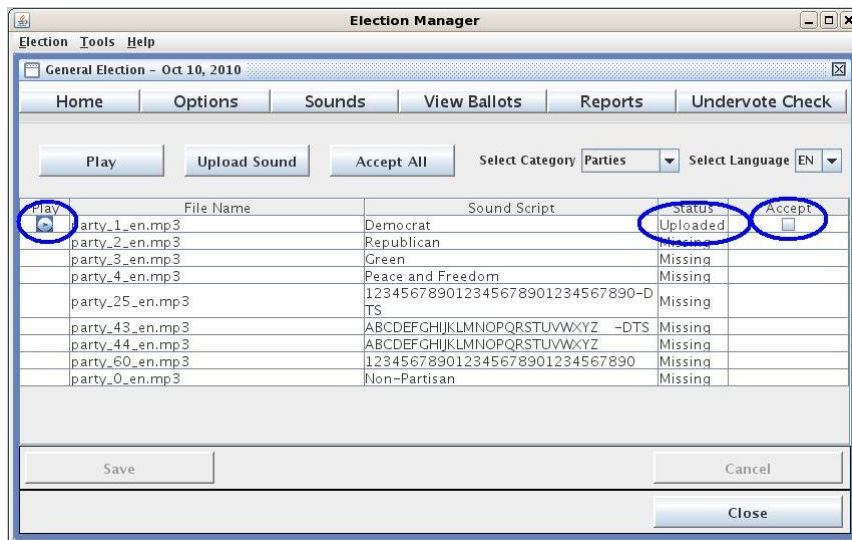 Election Manager
Election Tools Help
General Election - Oct 10, 2010
Home Options Sounds View Ballots Reports Undervote Check
Play Upload Sound Accept All Select Category Parties Select Language EN
Play File Name Sound Script Status Accept
party_1_en.mp3 Democrat Uploaded
party_2_en.mp3 Republican Missing
party_3_en.mp3 Green Missing
party_4_en.mp3 Peace and Freedom Missing
party_25_en.mp3 123456789012345678901234567890-D Missing
TS
party_43_en.mp3 ABCDEFGHIJKLMNOPQRSTUVWXYZ -DTS Missing
party_44_en.mp3 ABCDEFGHIJKLMNOPQRSTUVWXYZ Missing
party_60_en.mp3 123456789012345678901234567890 Missing
party_0_en.mp3 Non-Partisan Missing
Save Cancel
Close